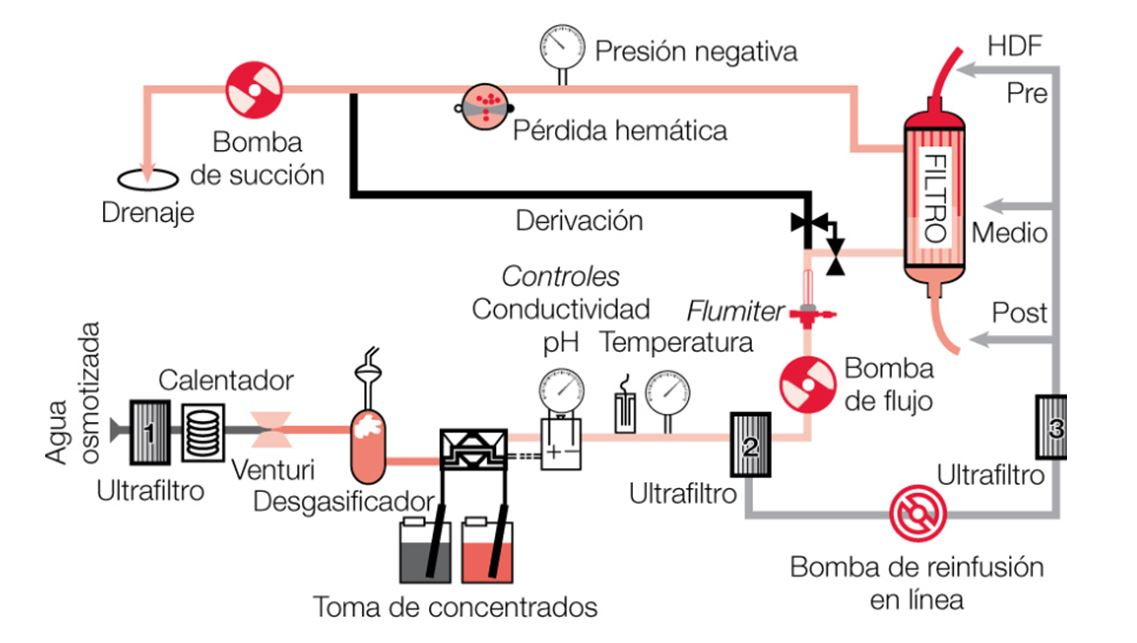 HDF
Presión negativa
Pre
Pérdida hemática
Bomba
de succión
FILTRO
Drenaje
Derivación
Medio
Controles
Conductividad
pH
Temperatura
Flumiter
Post
Bomba
de flujo
Agua
osmotizada
Calentador
1
2
3
Venturi
Ultrafiltro
Desgasificador
Ultrafiltro
Ultrafiltro
Bomba de reinfusión
en línea
Toma de concentrados